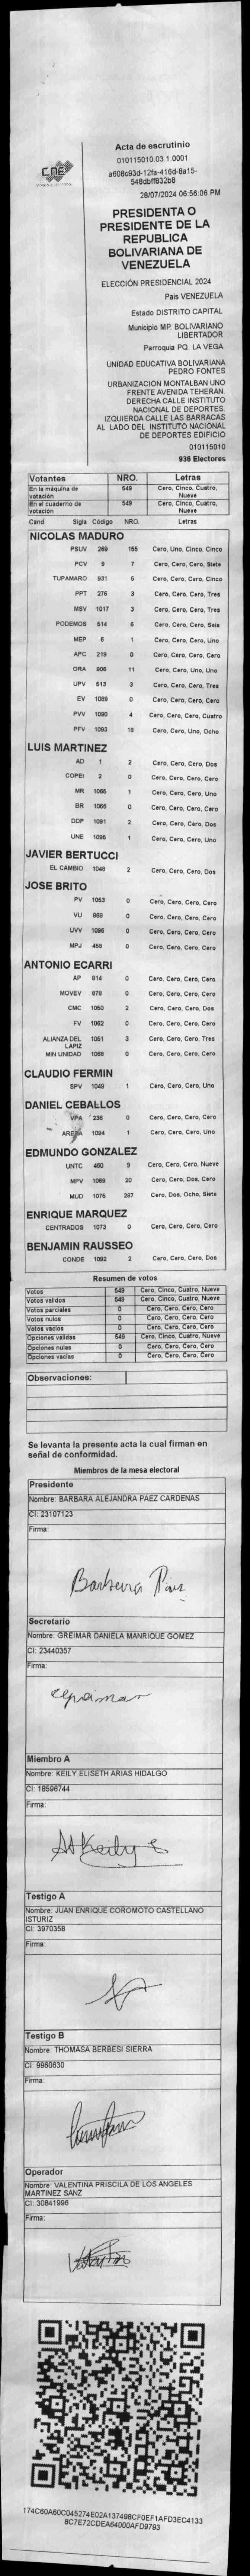 CNE
Acta de escrutinio
010115010.03.1.0001
a608c93d-12fa-416d-8a15-
548dbff832b8
28/07/2024 06:56:06 PM
PRESIDENTA O
PRESIDENTE DE LA
REPUBLICA
BOLIVARIANA DE
VENEZUELA
ELECCIÓN PRESIDENCIAL 2024
Pais VENEZUELA
Estado DISTRITO CAPITAL
Municipio MP. BOLIVARIANO
LIBERTADOR
Parroquia PQ. LA VEGA
UNIDAD EDUCATIVA BOLIVARIANA
PEDRO FONTES
URBANIZACION MONTALBAN UNO
FRENTE AVENIDA TEHERAN.
DERECHA CALLE INSTITUTO
NACIONAL DE DEPORTES.
IZQUIERDA CALLE LAS BARRACAS
AL LADO DEL INSTITUTO NACIONAL
DE DEPORTES EDIFICIO
010115010
936 Electores
Votantes NRO. Letras
En la máquina de votación 549 Cero, Cinco, Cuatro, Nueve
En el cuaderno de votación 549 Cero, Cinco, Cuatro, Nueve
Cand. Sigla Código NRO. Letras
NICOLAS MADURO
PSUV 269 155 Cero, Uno, Cinco, Cinco
PCV 9 7 Cero, Cero, Cero, Siete
TUPAMARO 931 5 Cero, Cero, Cero, Cinco
PPT 276 3 Cero, Cero, Cero, Tres
MSV 1017 3 Cero, Cero, Cero, Tres
PODEMOS 514 6 Cero, Cero, Cero, Seis
MEP 6 1 Cero, Cero, Cero, Uno
APC 219 0 Cero, Cero, Cero, Cero
ORA 906 11 Cero, Cero, Uno, Uno
UPV 513 3 Cero, Cero, Cero, Tres
EV 1089 0 Cero, Cero, Cero, Cero
PVV 1090 4 Cero, Cero, Cero, Cuatro
PFV 1093 18 Cero, Cero, Uno, Ocho
LUIS MARTINEZ
AD 1 2 Cero, Cero, Cero, Dos
COPEI 2 0 Cero, Cero, Cero, Cero
MR 1065 1 Cero, Cero, Cero, Uno
BR 1066 0 Cero, Cero, Cero, Cero
DDP 1091 2 Cero, Cero, Cero, Dos
UNE 1095 1 Cero, Cero, Cero, Uno
JAVIER BERTUCCI
EL CAMBIO 1046 2 Cero, Cero, Cero, Dos
JOSE BRITO
PV 1053 0 Cero, Cero, Cero, Cero
VU 969 0 Cero, Cero, Cero, Cero
UVV 1096 0 Cero, Cero, Cero, Cero
MPJ 458 0 Cero, Cero, Cero, Cero
ANTONIO ECARRI
AP 914 0 Cero, Cero, Cero, Cero
MOVEV 979 0 Cero, Cero, Cero, Cero
CMC 1050 2 Cero, Cero, Cero, Dos
FV 1062 0 Cero, Cero, Cero, Cero
ALIANZA DEL LAPIZ 1051 3 Cero, Cero, Cero, Tres
MIN UNIDAD 1068 0 Cero, Cero, Cero, Cero
CLAUDIO FERMIN
SPV 1049 1 Cero, Cero, Cero, Uno
DANIEL CEBALLOS
VPA 236 0 Cero, Cero, Cero, Cero
AREPA 1094 1 Cero, Cero, Cero, Uno
EDMUNDO GONZALEZ
UNTC 460 9 Cero, Cero, Cero, Nueve
MPV 1069 20 Cero, Cero, Dos, Cero
MUD 1075 287 Cero, Dos, Ocho, Siete
ENRIQUE MARQUEZ
CENTRADOS 1073 0 Cero, Cero, Cero, Cero
BENJAMIN RAUSSEO
CONDE 1092 2 Cero, Cero, Cero, Dos
Resumen de votos
Votos 549 Cero, Cinco, Cuatro, Nueve
Votos validos 549 Cero, Cinco, Cuatro, Nueve
Votos parciales 0 Cero, Cero, Cero, Cero
Votos nulos 0 Cero, Cero, Cero, Cero
Votos vacios 0 Cero, Cero, Cero, Cero
Opciones validas 549 Cero, Cinco, Cuatro, Nueve
Opciones nulas 0 Cero, Cero, Cero, Cero
Opciones vacias 0 Cero, Cero, Cero, Cero
Observaciones:
Se levanta la presente acta la cual firman en
señal de conformidad.
Miembros de la mesa electoral
Presidente
Nombre: BARBARA ALEJANDRA PAEZ CARDENAS
CI: 23107123
Firma:
Barbara Páez
Secretario
Nombre: GREIMAR DANIELA MANRIQUE GOMEZ
CI: 23440357
Firma:
Miembro A
Nombre: KEILY ELISETH ARIAS HIDALGO
CI: 18596744
Firma:
Testigo A
Nombre: JUAN ENRIQUE COROMOTO CASTELLANO
ISTURIZ
CI: 3970358
Firma:
Testigo B
Nombre: THOMASA BERBESI SIERRA
CI: 9960630
Firma:
Operador
Nombre: VALENTINA PRISCILA DE LOS ANGELES
MARTINEZ SANZ
CI: 30841996
Firma:
174C60A60C045274E02A137498CF0EF1AFD3EC4133
8C7E72CDEA64000AFD9793